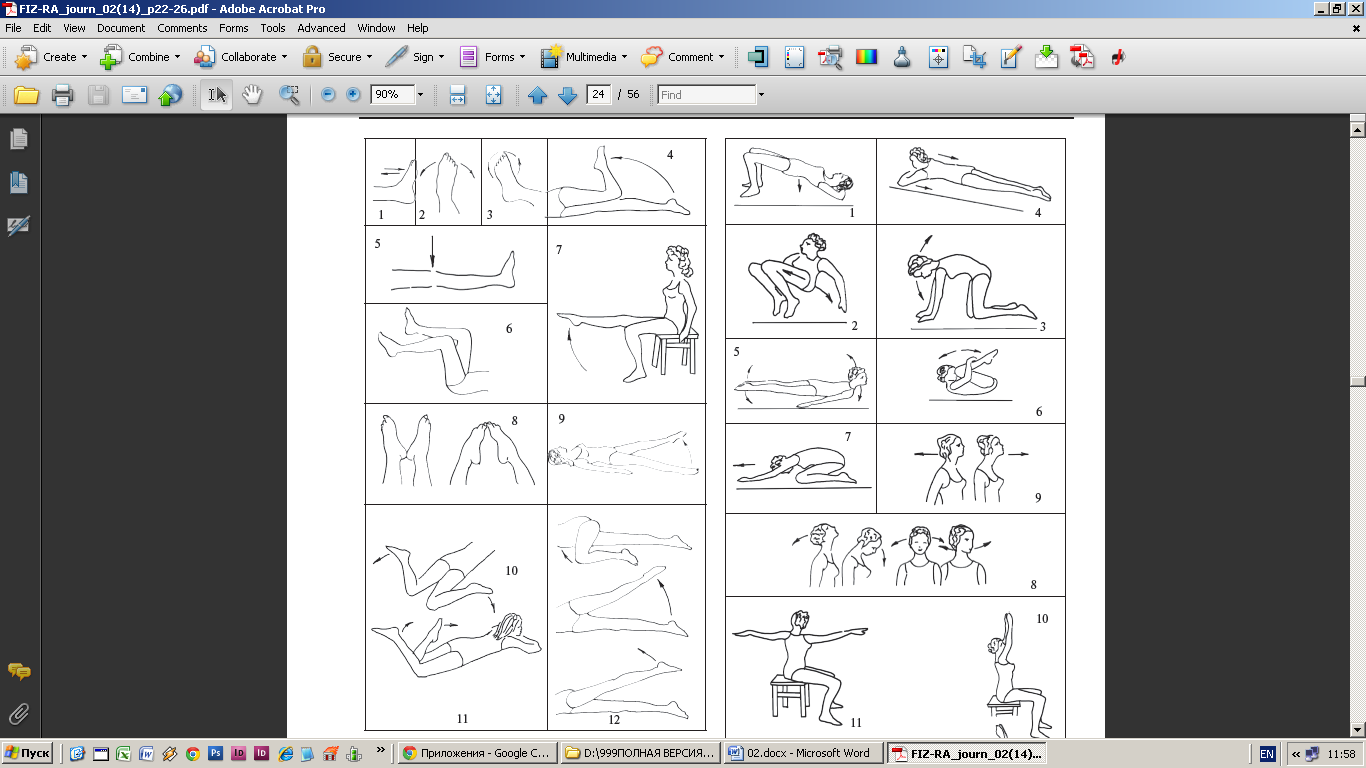 FIZ-RA_journ_02(14)_p22-26.pdf - Adobe Acrobat Pro
File Edit View Document Comments Forms Tools Advanced Window Help
Create Combine Collaborate Secure Sign Forms Multimedia Comment
90% 24 / 56 Find
1 2 3 4
5 7
6
8 9
10
11 12
1 4
2 3
5 6
7 9
8
10
11
Пуск Приложения - Google C... D:\999ПОЛНАЯ ВЕРСИЯ... 02.docx - Microsoft Word FIZ-RA_journ_02(14)... EN « 11:58